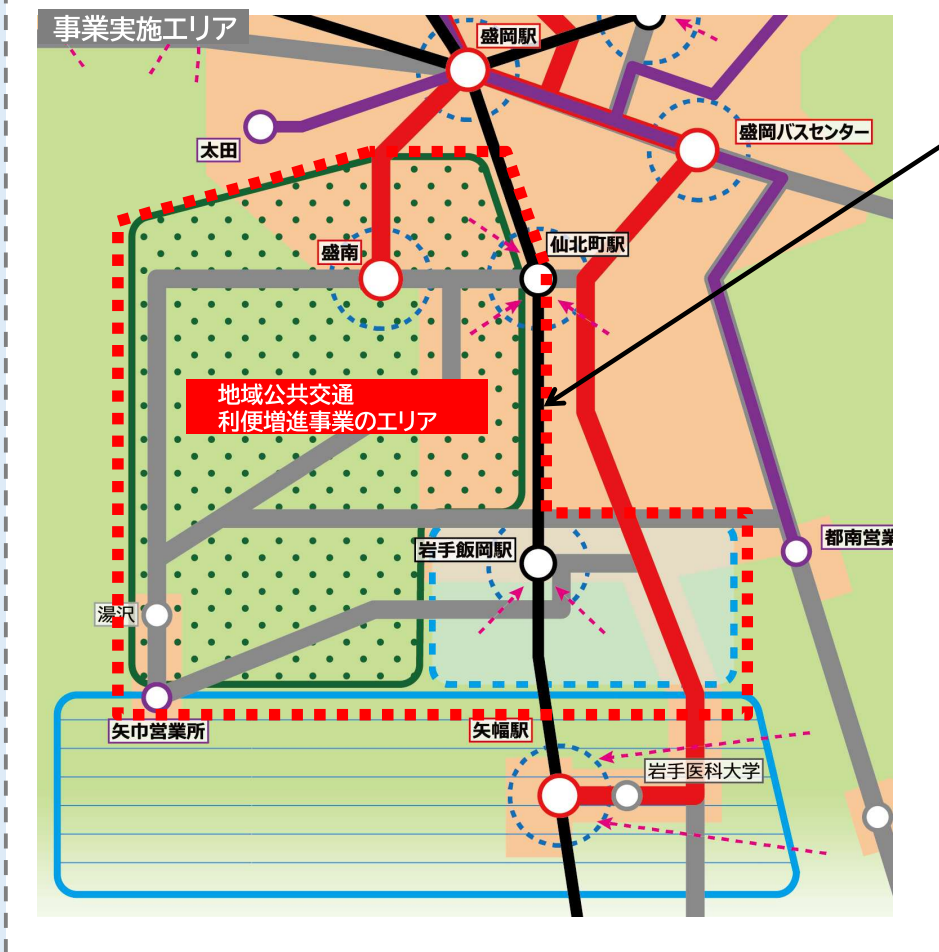 事業実施エリア
盛岡駅
盛岡バスセンター
太田
盛南
仙北町駅
地域公共交通
利便増進事業のエリア
岩手飯岡駅
都南営業
湯沢
矢巾営業所
矢幅駅
岩手医科大学